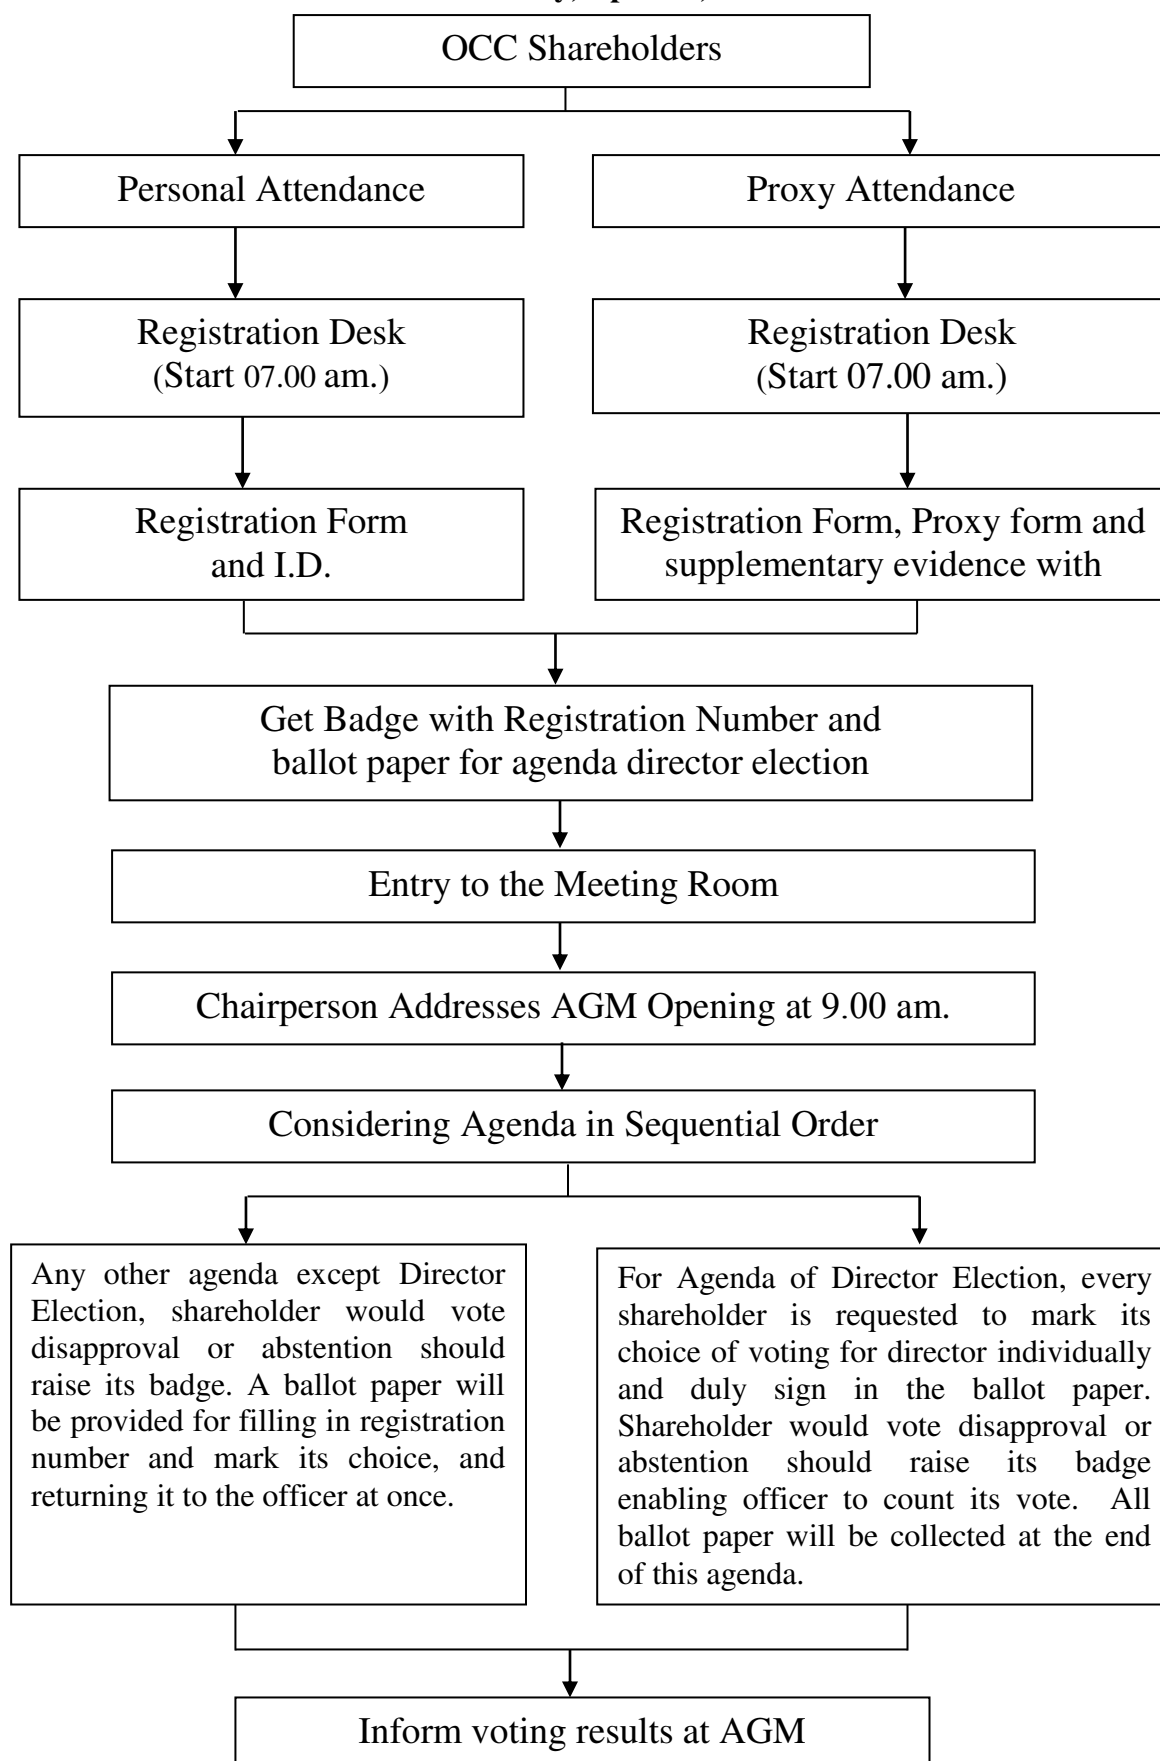 OCC Shareholders
Personal Attendance
Proxy Attendance
Registration Desk
(Start 07.00 am.)
Registration Desk
(Start 07.00 am.)
Registration Form
and I.D.
Registration Form, Proxy form and
supplementary evidence with
Get Badge with Registration Number and
ballot paper for agenda director election
Entry to the Meeting Room
Chairperson Addresses AGM Opening at 9.00 am.
Considering Agenda in Sequential Order
Any other agenda except Director
Election, shareholder would vote
disapproval or abstention should
raise its badge. A ballot paper will
be provided for filling in registration
number and mark its choice, and
returning it to the officer at once.
For Agenda of Director Election, every
shareholder is requested to mark its
choice of voting for director individually
and duly sign in the ballot paper.
Shareholder would vote disapproval or
abstention should raise its badge
enabling officer to count its vote. All
ballot paper will be collected at the end
of this agenda.
Inform voting results at AGM